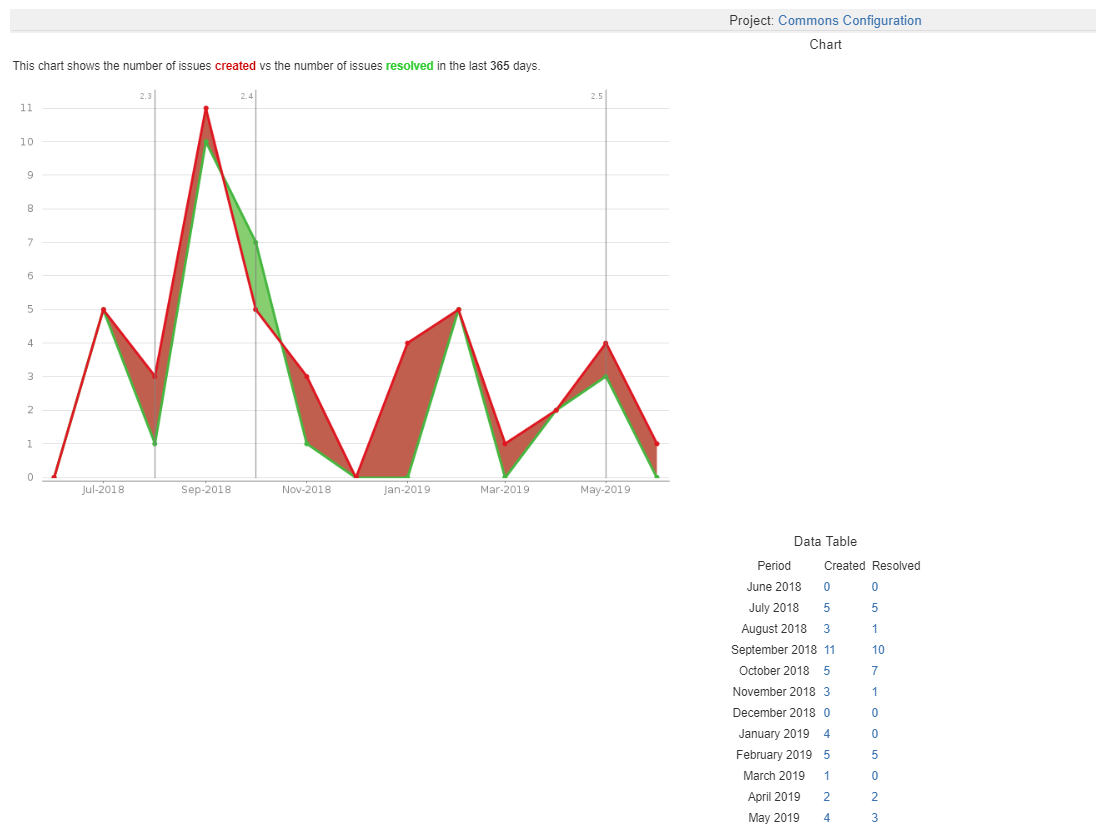 Project: Commons Configuration
Chart
This chart shows the number of issues created vs the number of issues resolved in the last 365 days.
2.3 2.4 2.5
11
10
9
8
7
6
5
4
3
2
1
0
Jul-2018 Sep-2018 Nov-2018 Jan-2019 Mar-2019 May-2019
Data Table
Period Created Resolved
June 2018 0 0
July 2018 5 5
August 2018 3 1
September 2018 11 10
October 2018 5 7
November 2018 3 1
December 2018 0 0
January 2019 4 0
February 2019 5 5
March 2019 1 0
April 2019 2 2
May 2019 4 3